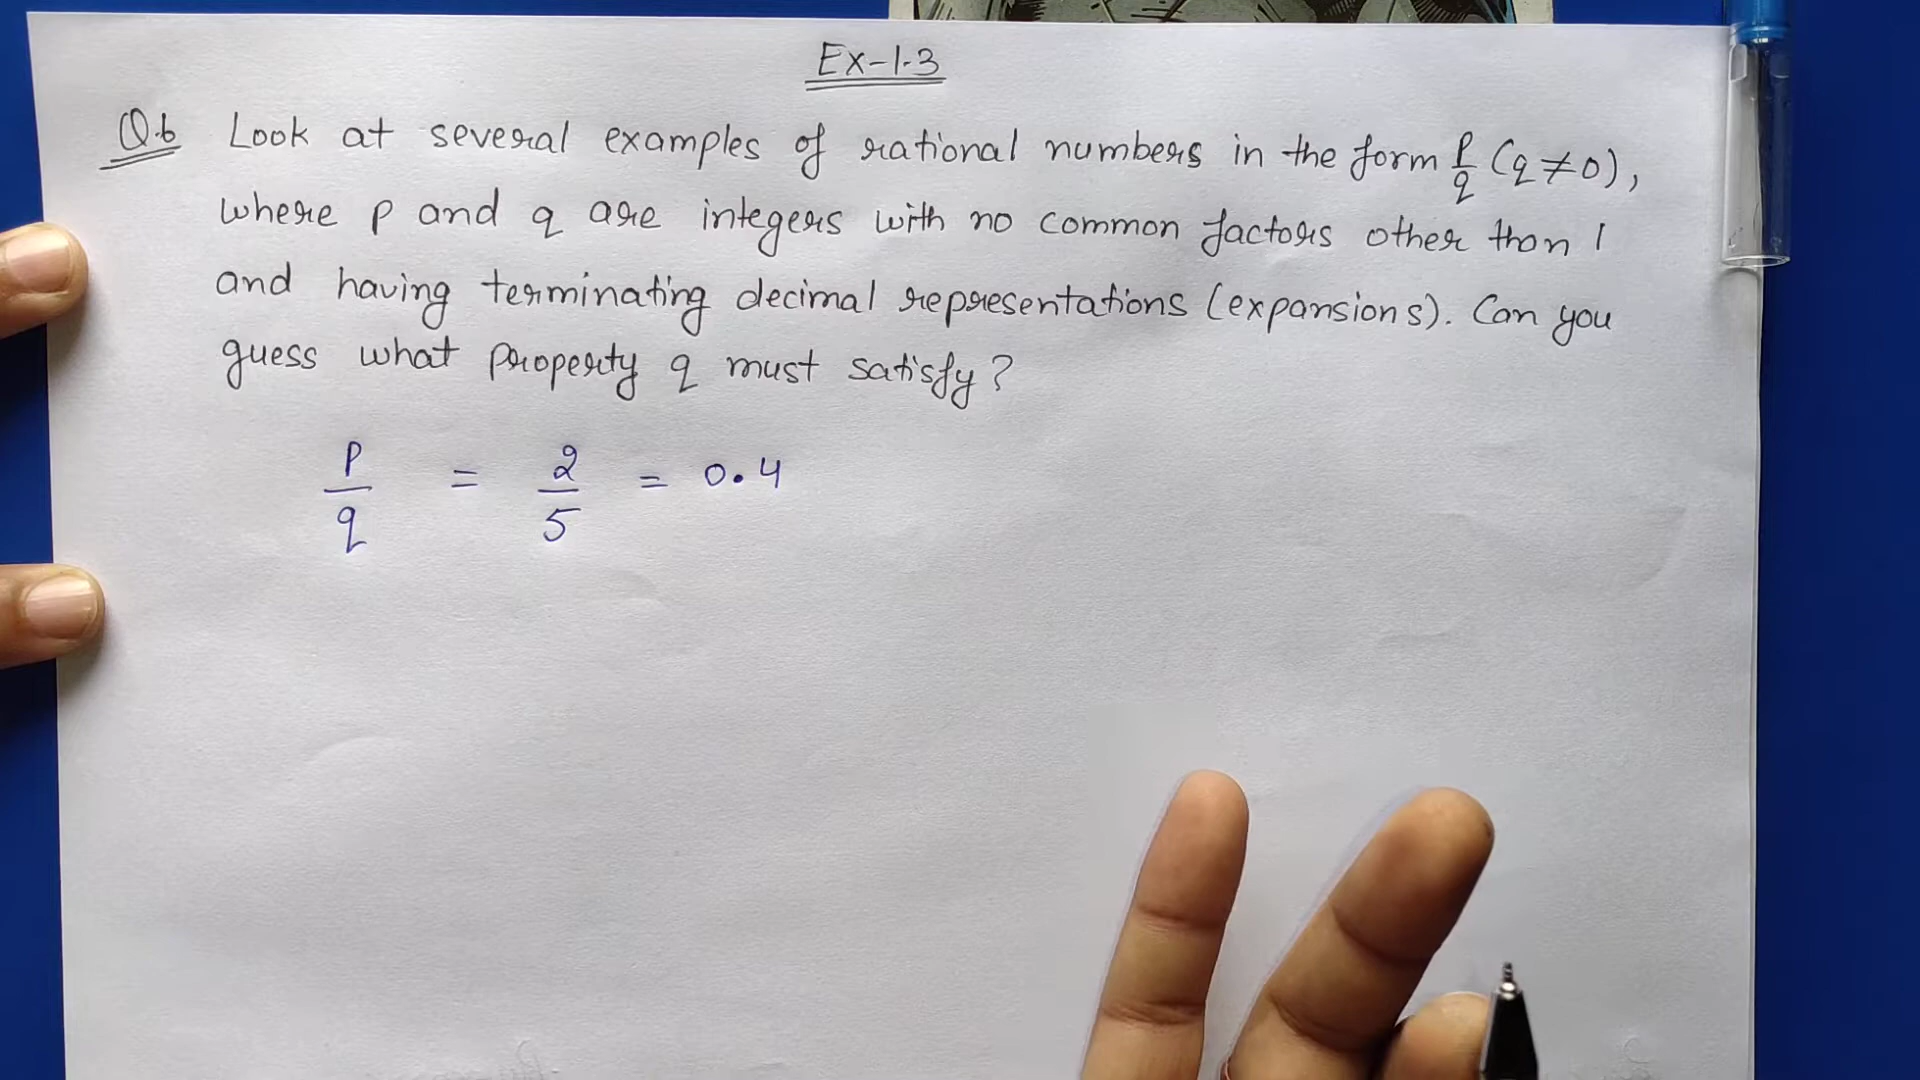 Ex-1.3
Q.6 Look at several examples of rational numbers in the form p/q (q≠0),
where p and q are integers with no common factors other than 1
and having terminating decimal representations (expansions). Can you
guess what property q must satisfy?
p/q = 2/5 = 0.4